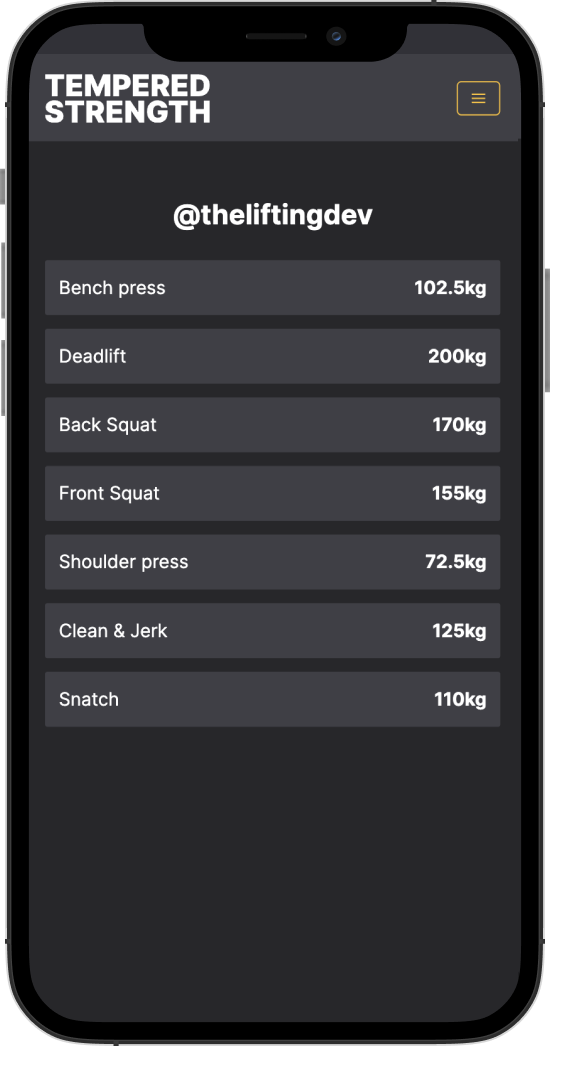 TEMPERED
STRENGTH
@theliftingdev
Bench press 102.5kg
Deadlift 200kg
Back Squat 170kg
Front Squat 155kg
Shoulder press 72.5kg
Clean & Jerk 125kg
Snatch 110kg